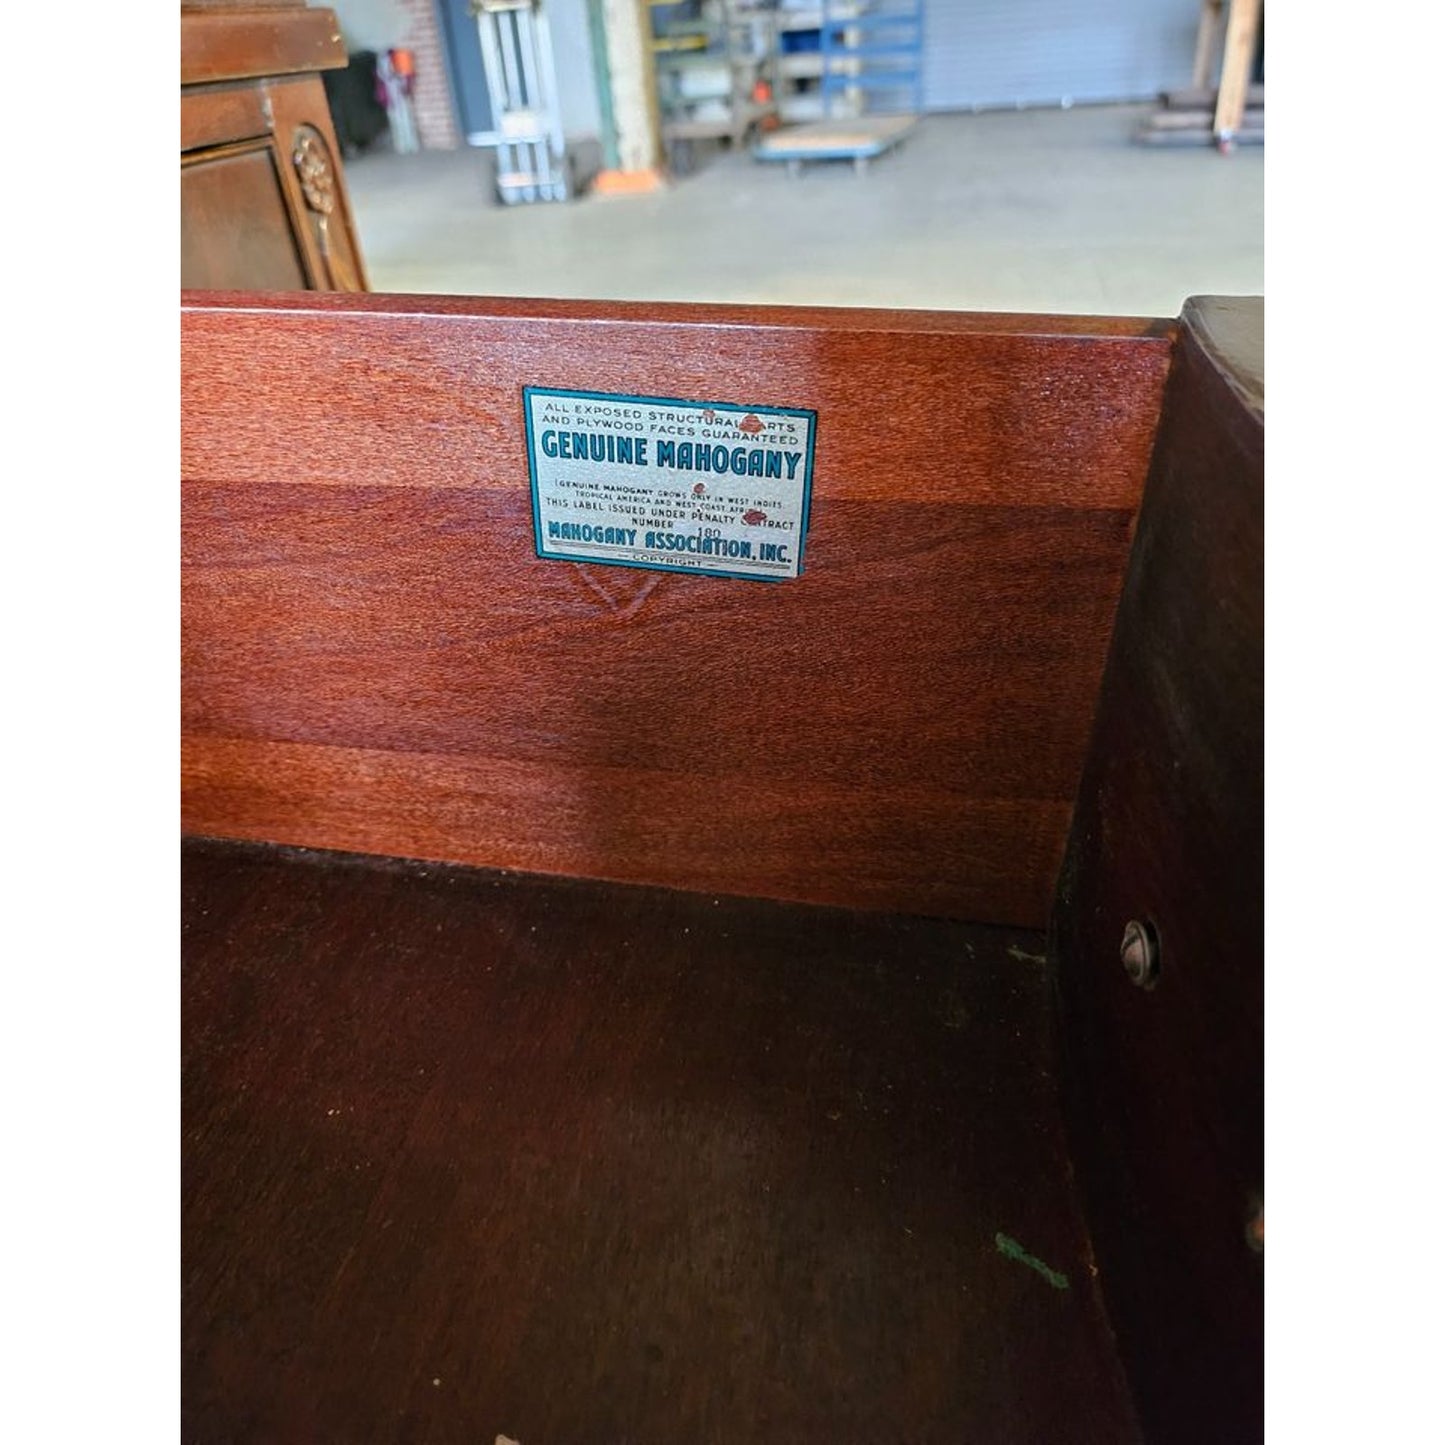 ALL EXPOSED STRUCTURAL PARTS
AND PLYWOOD FACES GUARANTEED
GENUINE MAHOGANY
(GENUINE MAHOGANY GROWS ONLY IN WEST INDIES,
TROPICAL AMERICA AND WEST COAST AFRICA)
THIS LABEL ISSUED UNDER PENALTY CONTRACT
NUMBER 180
MAHOGANY ASSOCIATION, INC.
— COPYRIGHT —